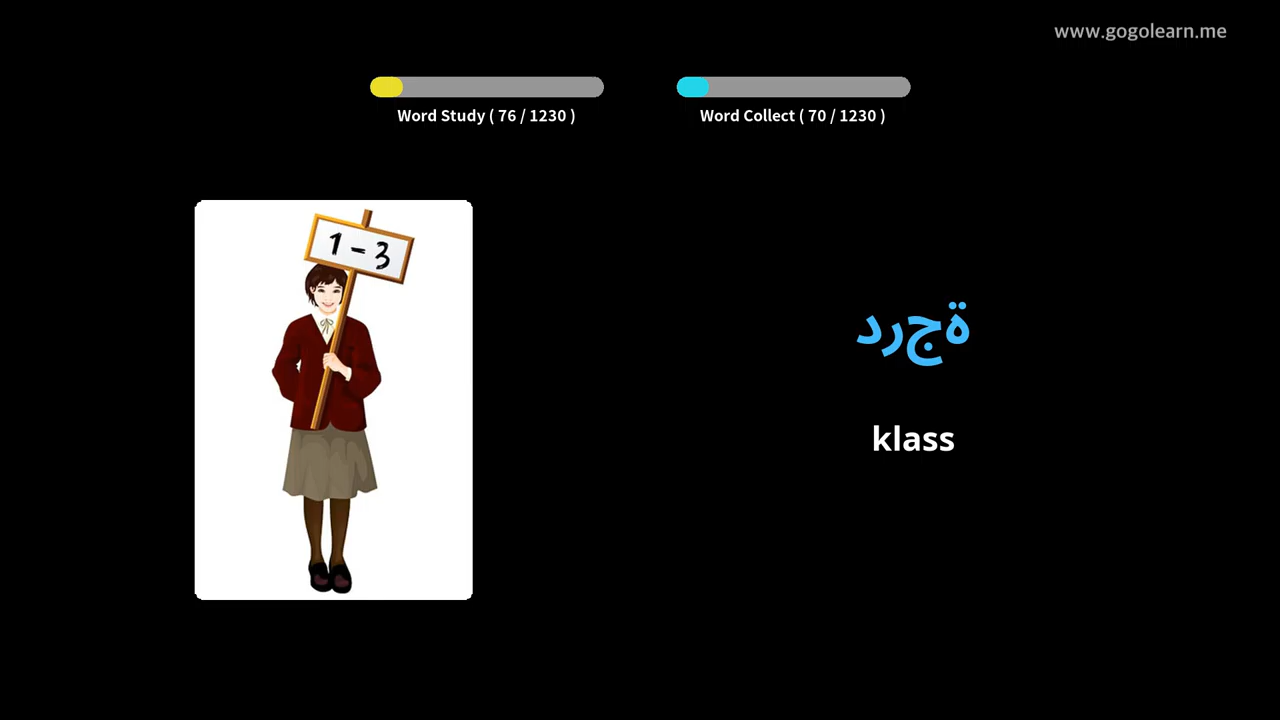 www.gogolearn.me
Word Study ( 76 / 1230 )
Word Collect ( 70 / 1230 )
1 - 3
ةجرد
klass